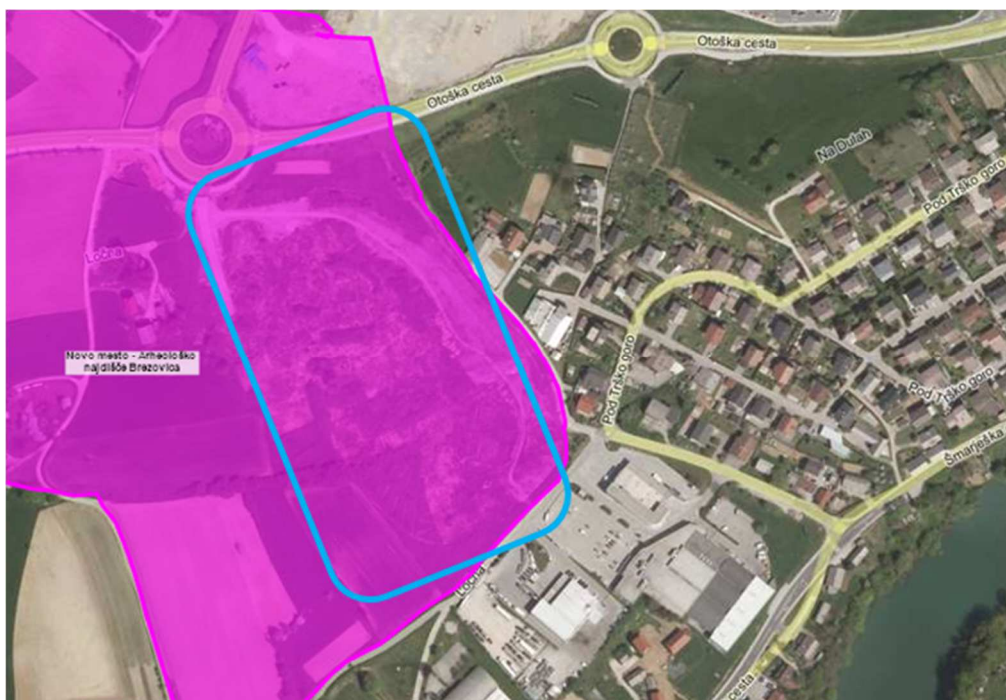 Otoška cesta
Otoška cesta
Na Dulah
Pod Trško goro
Ločna
Novo mesto - Arheološko
najdišče Brezovica
Pod Trško goro
Pod Trško goro
Šmarješka
Ločna
cesta